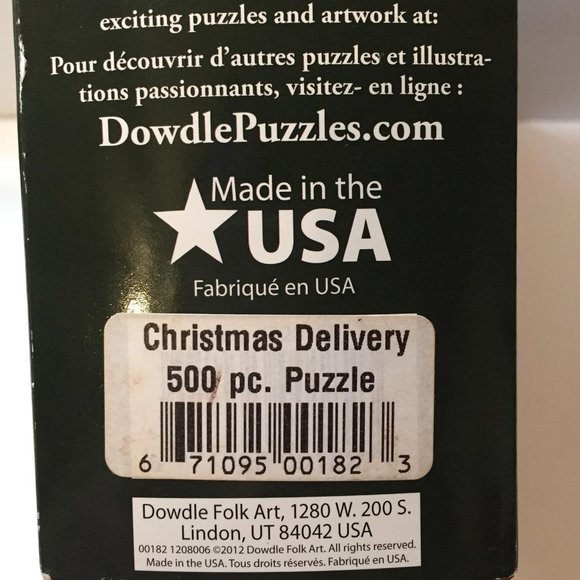 exciting puzzles and artwork at:
Pour découvrir d'autres puzzles et illustra-
tions passionnants, visitez- en ligne :
DowdlePuzzles.com
Made in the
USA
Fabriqué en USA
Christmas Delivery
500 pc. Puzzle
6 71095 00182 3
Dowdle Folk Art, 1280 W. 200 S.
Lindon, UT 84042 USA
00182 1208006 ©2012 Dowdle Folk Art. All rights reserved.
Made in the USA. Tous droits réservés. Fabriqué en USA.